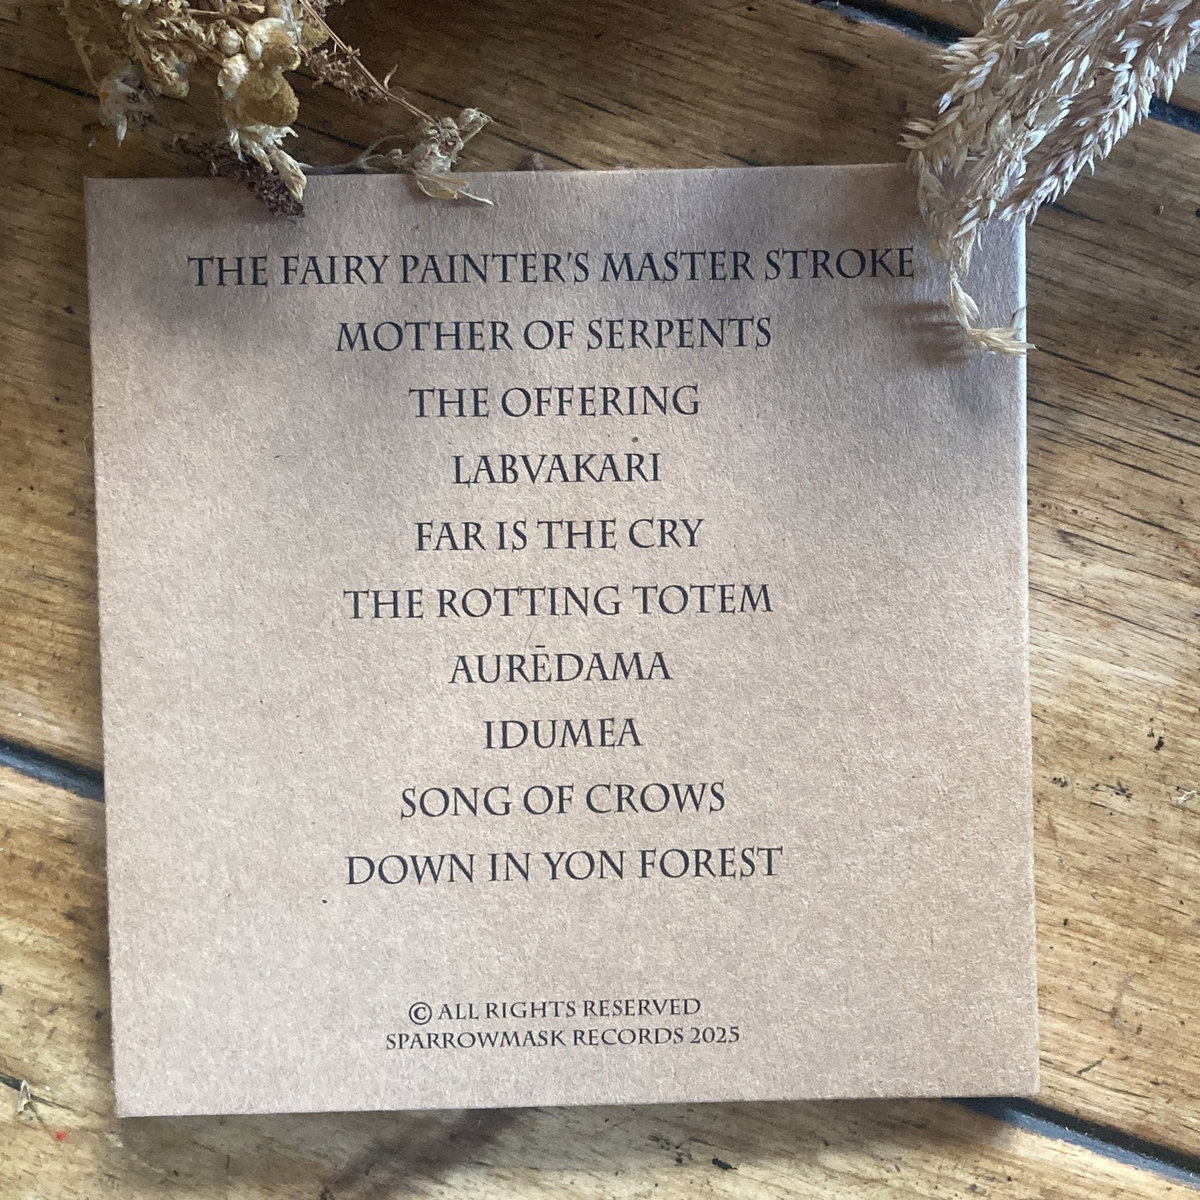 THE FAIRY PAINTER'S MASTER STROKE
MOTHER OF SERPENTS
THE OFFERING
LABVAKARI
FAR IS THE CRY
THE ROTTING TOTEM
AURĒDAMA
IDUMEA
SONG OF CROWS
DOWN IN YON FOREST
© ALL RIGHTS RESERVED
SPARROWMASK RECORDS 2025